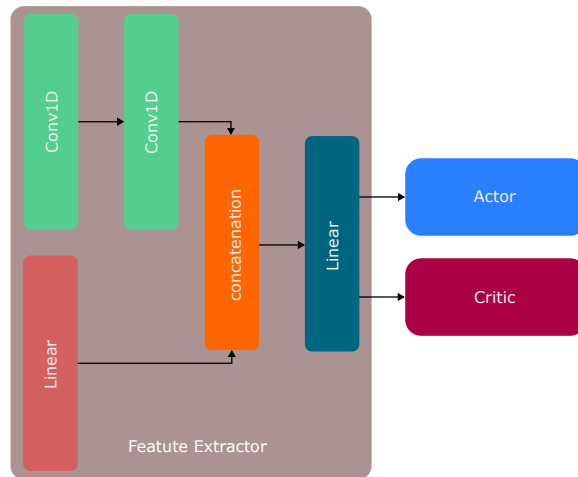 Conv1D
Conv1D
concatenation
Linear
Linear
Actor
Critic
Featute Extractor